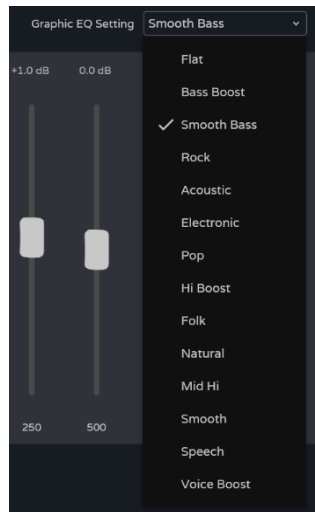 Graphic EQ Setting Smooth Bass
+1.0 dB 0.0 dB
Flat
Bass Boost
Smooth Bass
Rock
Acoustic
Electronic
Pop
Hi Boost
Folk
Natural
Mid Hi
Smooth
250 500
Speech
Voice Boost